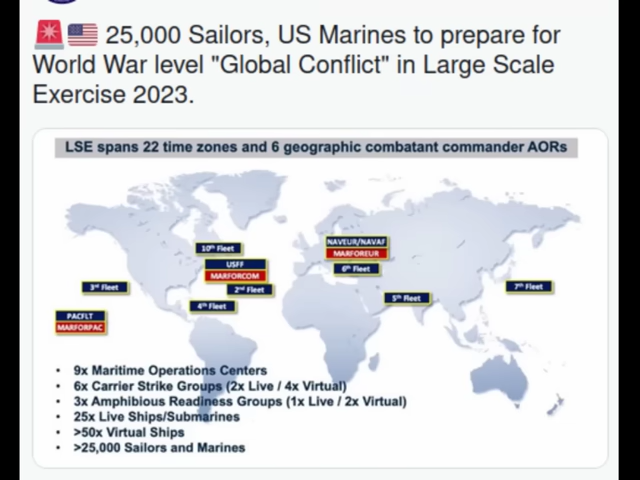 25,000 Sailors, US Marines to prepare for
World War level "Global Conflict" in Large Scale
Exercise 2023.
LSE spans 22 time zones and 6 geographic combatant commander AORs
10th Fleet
NAVEUR/NAVAF
MARFOREUR
USFF
MARFORCOM
6th Fleet
3rd Fleet
2nd Fleet
7th Fleet
5th Fleet
4th Fleet
PACFLT
MARFORPAC
• 9x Maritime Operations Centers
• 6x Carrier Strike Groups (2x Live / 4x Virtual)
• 3x Amphibious Readiness Groups (1x Live / 2x Virtual)
• 25x Live Ships/Submarines
• >50x Virtual Ships
• >25,000 Sailors and Marines